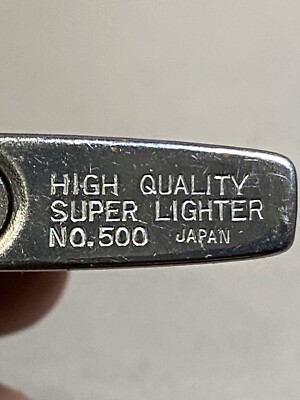 HIGH QUALITY
SUPER LIGHTER
NO.500 JAPAN